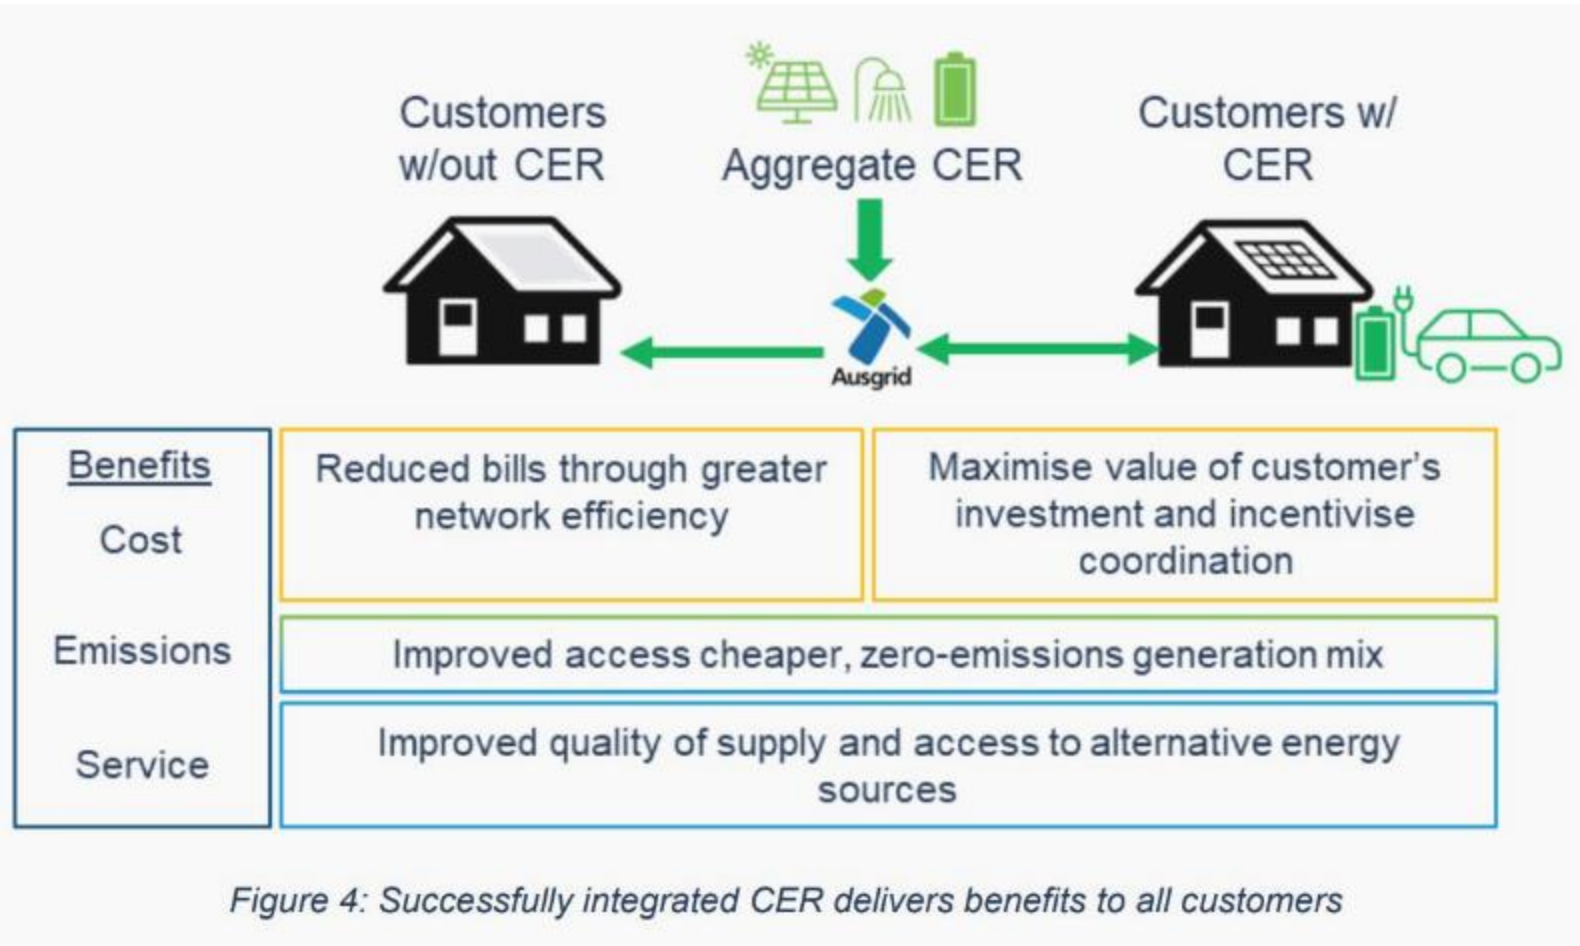 Customers
w/out CER
Aggregate CER
Customers w/
CER
Ausgrid
Benefits
Cost
Reduced bills through greater
network efficiency
Maximise value of customer's
investment and incentivise
coordination
Emissions
Improved access cheaper, zero-emissions generation mix
Service
Improved quality of supply and access to alternative energy
sources
Figure 4: Successfully integrated CER delivers benefits to all customers